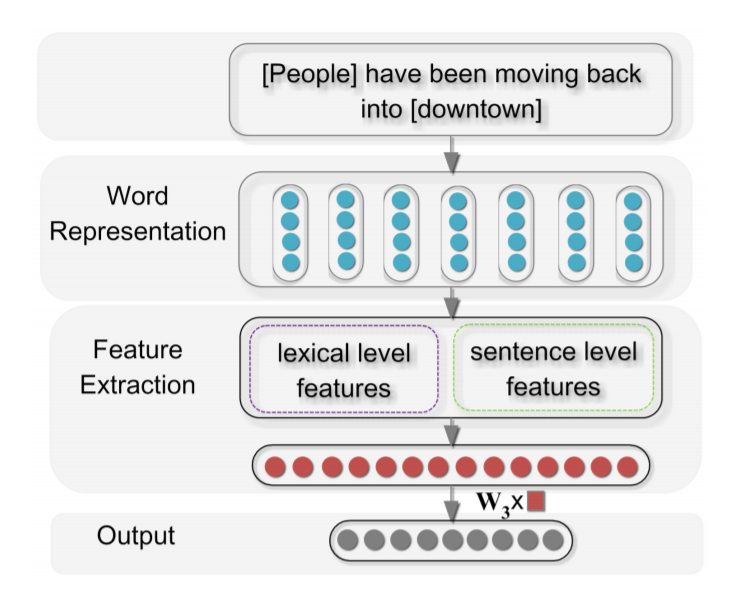 [People] have been moving back
into [downtown]
Word
Representation
Feature
Extraction
lexical level
features
sentence level
features
W3x
Output